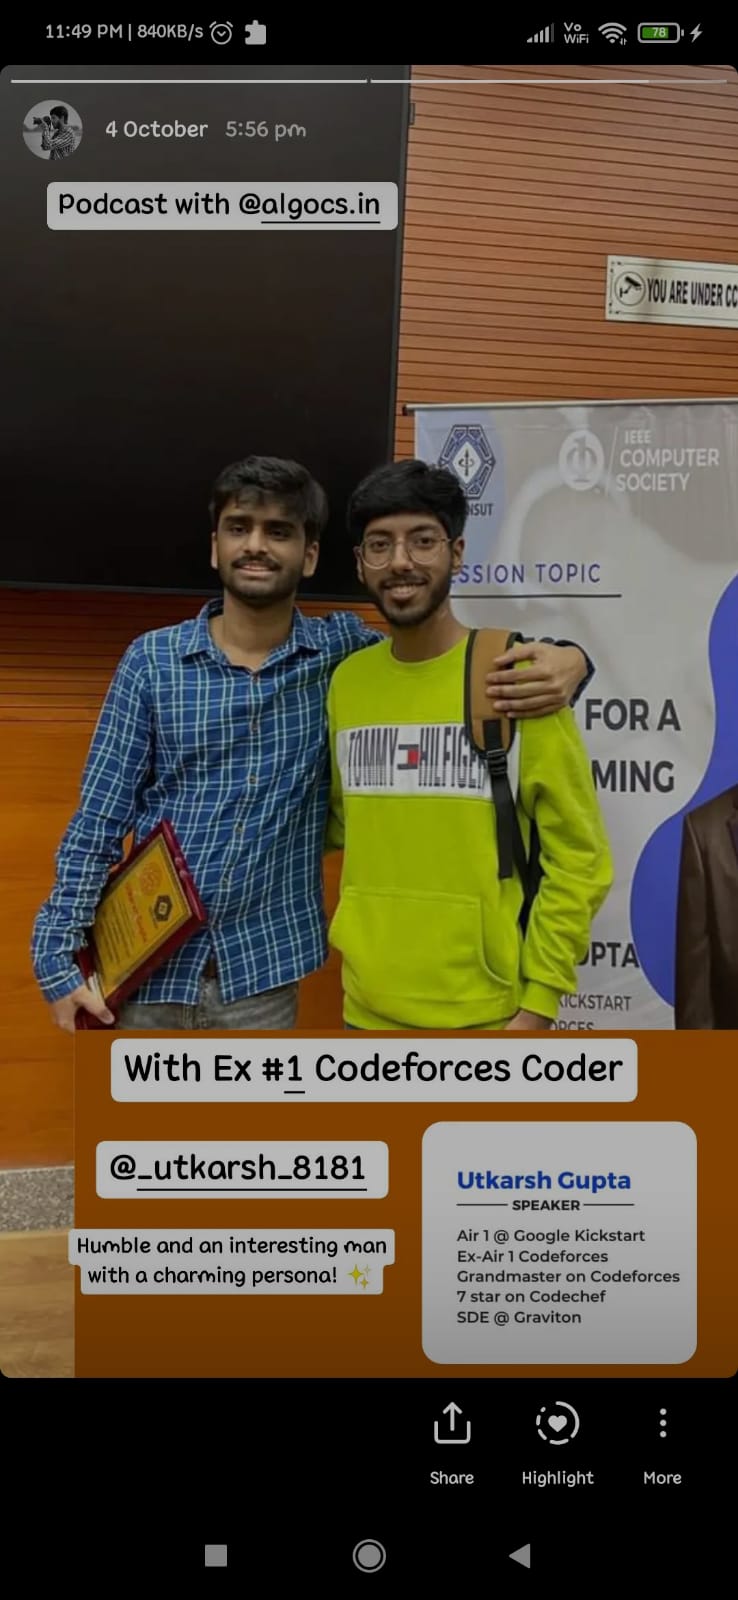 11:49 PM | 840KB/s
Vo
WiFi
78
4 October 5:56 pm
Podcast with @algocs.in
YOU ARE UNDER CC
IEEE
COMPUTER
SOCIETY
NSUT
SSION TOPIC
FOR A
MING
TOMMY HILFIGER
UPTA
KICKSTART
With Ex #1 Codeforces Coder
@_utkarsh_8181
Humble and an interesting man
with a charming persona! ✨
Utkarsh Gupta
SPEAKER
Air 1 @ Google Kickstart
Ex-Air 1 Codeforces
Grandmaster on Codeforces
7 star on Codechef
SDE @ Graviton
Share
Highlight
More